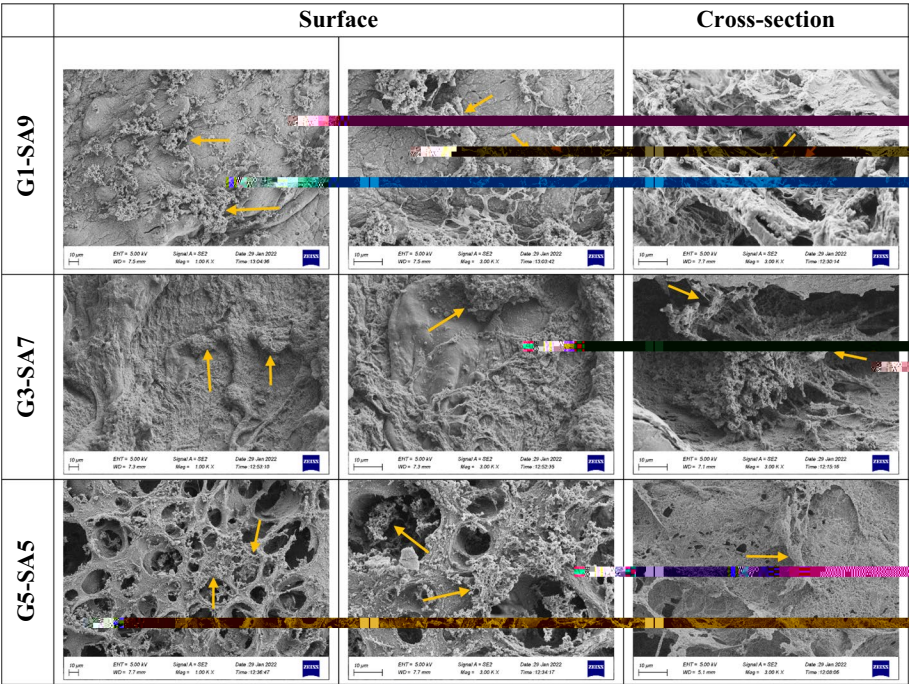 Surface
Cross-section
G1-SA9
10 µm
EHT = 5.00 kV
WD = 7.5 mm
Signal A = SE2
Mag = 1.00 K X
Date :29 Jan 2022
Time :13:04:36
ZEISS
10 µm
EHT = 5.00 kV
WD = 7.5 mm
Signal A = SE2
Mag = 3.00 K X
Date :29 Jan 2022
Time :13:03:42
ZEISS
10 µm
EHT = 5.00 kV
WD = 7.7 mm
Signal A = SE2
Mag = 3.00 K X
Date :29 Jan 2022
Time :12:30:14
ZEISS
G3-SA7
10 µm
EHT = 5.00 kV
WD = 7.3 mm
Signal A = SE2
Mag = 1.00 K X
Date :29 Jan 2022
Time :12:53:10
ZEISS
10 µm
EHT = 5.00 kV
WD = 7.3 mm
Signal A = SE2
Mag = 3.00 K X
Date :29 Jan 2022
Time :12:52:35
ZEISS
10 µm
EHT = 5.00 kV
WD = 7.1 mm
Signal A = SE2
Mag = 3.00 K X
Date :29 Jan 2022
Time :12:15:16
ZEISS
G5-SA5
10 µm
EHT = 5.00 kV
WD = 7.7 mm
Signal A = SE2
Mag = 1.00 K X
Date :29 Jan 2022
Time :12:36:47
ZEISS
10 µm
EHT = 5.00 kV
WD = 7.7 mm
Signal A = SE2
Mag = 3.00 K X
Date :29 Jan 2022
Time :12:34:17
ZEISS
10 µm
EHT = 5.00 kV
WD = 5.1 mm
Signal A = SE2
Mag = 3.00 K X
Date :29 Jan 2022
Time :12:08:06
ZEISS